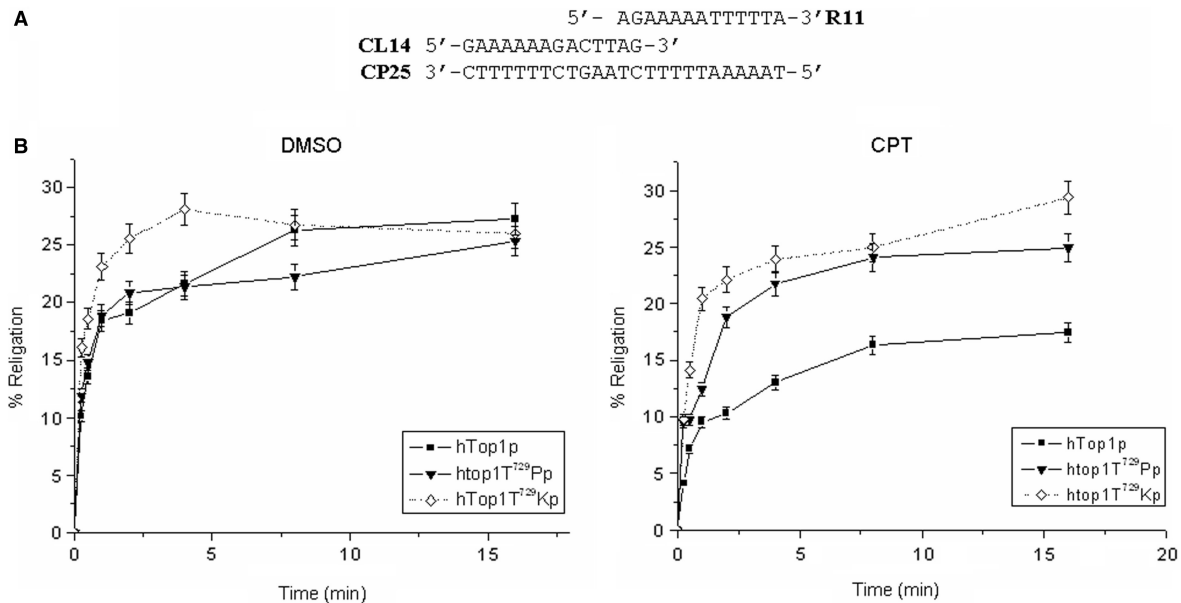 A
5′- AGAAAAATTTTTA-3′R11
CL14 5′-GAAAAAAGACTTAG-3′
CP25 3′-CTTTTTTCTGAATCTTTTTAAAAAT-5′
B
DMSO
% Religation
30
25
20
15
10
5
0
0 5 10 15
Time (min)
hTop1p
htop1T⁷²⁹Pp
hTop1T⁷²⁹Kp
CPT
% Religation
30
25
20
15
10
5
0
0 5 10 15 20
Time (min)
hTop1p
htop1T⁷²⁹Pp
htop1T⁷²⁹Kp